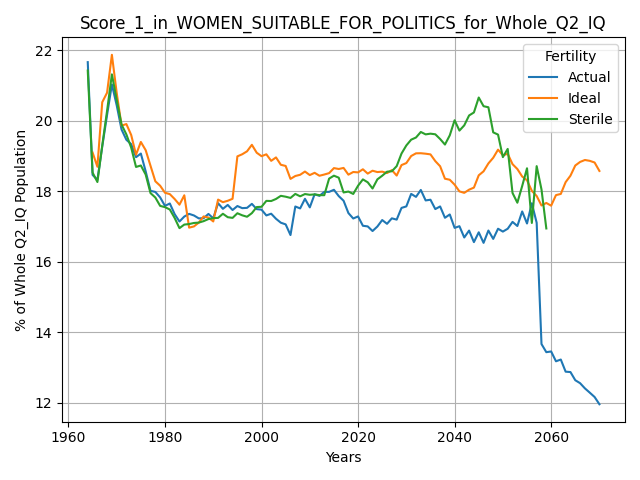 Score_1_in_WOMEN_SUITABLE_FOR_POLITICS_for_Whole_Q2_IQ
Fertility
Actual
Ideal
Sterile
% of Whole Q2_IQ Population
22
20
18
16
14
12
1960
1980
2000
2020
2040
2060
Years